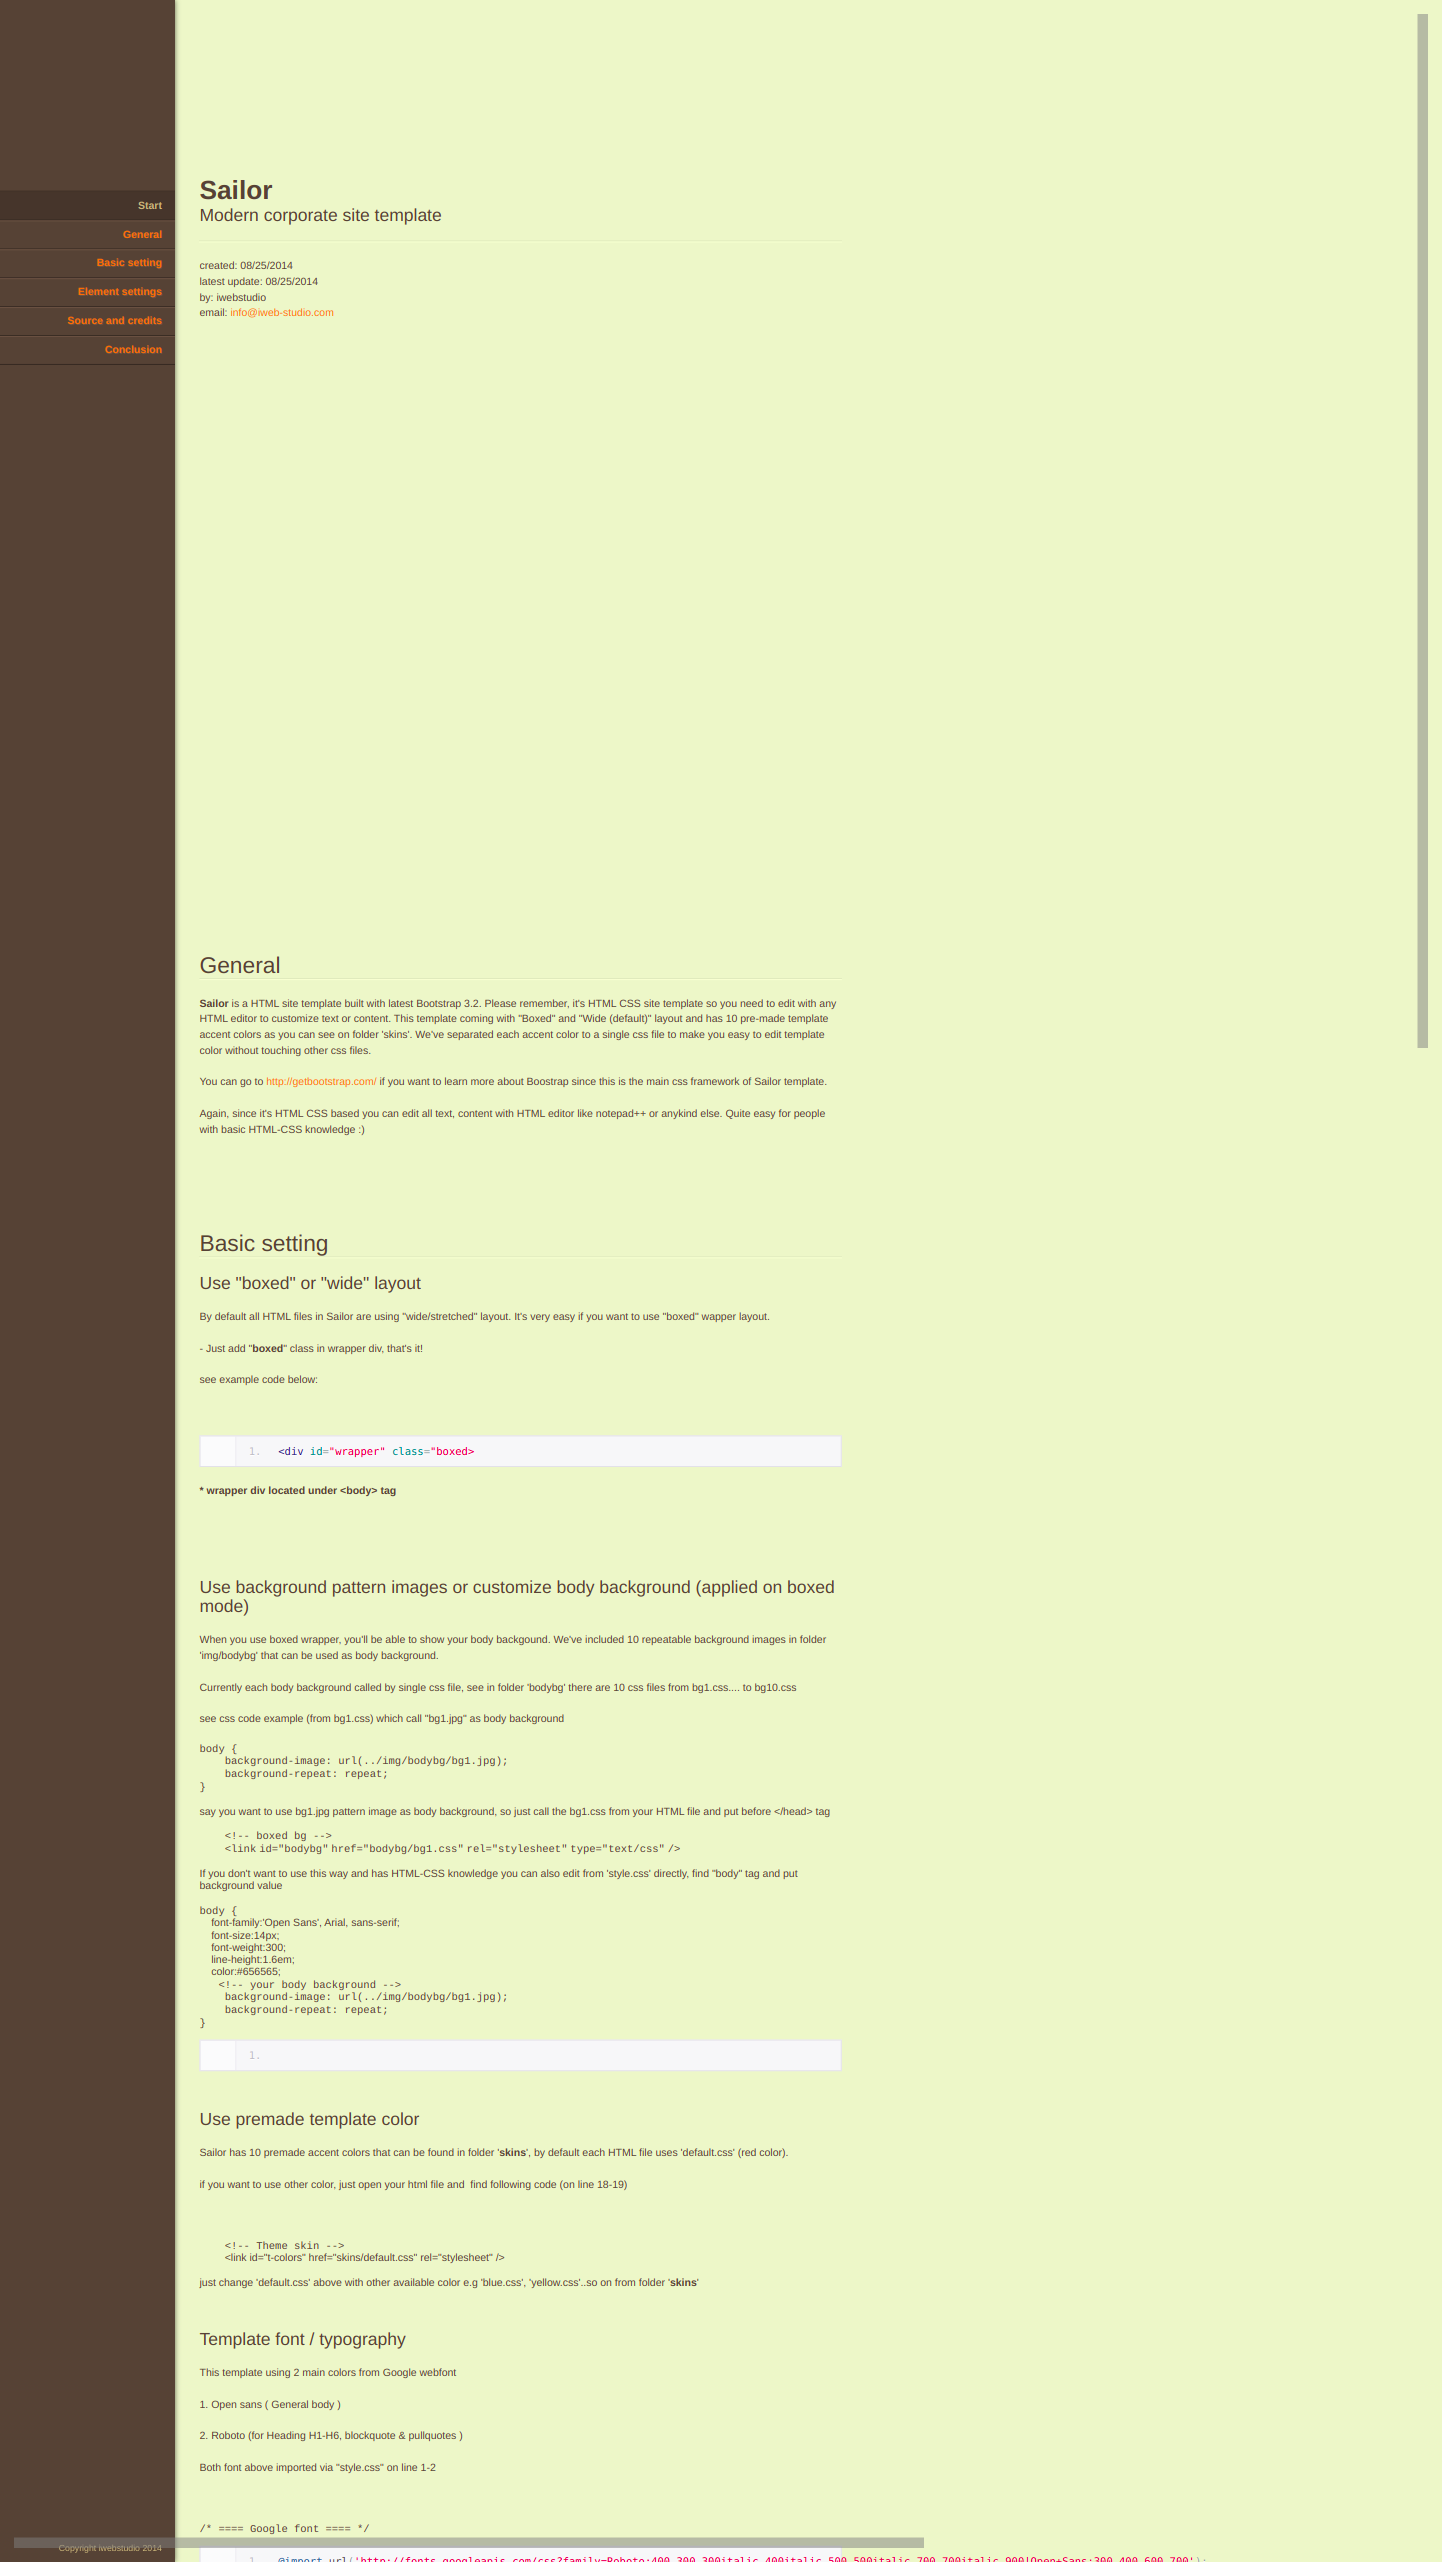 Start
General
Basic setting
Element settings
Source and credits
Conclusion
Copyright iwebstudio 2014
Sailor
Modern corporate site template
created: 08/25/2014
latest update: 08/25/2014
by: iwebstudio
email: info@iweb-studio.com
General
Sailor is a HTML site template built with latest Bootstrap 3.2. Please remember, it's HTML CSS site template so you need to edit with any
HTML editor to customize text or content. This template coming with "Boxed" and "Wide (default)" layout and has 10 pre-made template
accent colors as you can see on folder 'skins'. We've separated each accent color to a single css file to make you easy to edit template
color without touching other css files.
You can go to http://getbootstrap.com/ if you want to learn more about Boostrap since this is the main css framework of Sailor template.
Again, since it's HTML CSS based you can edit all text, content with HTML editor like notepad++ or anykind else. Quite easy for people
with basic HTML-CSS knowledge :)
Basic setting
Use "boxed" or "wide" layout
By default all HTML files in Sailor are using "wide/stretched" layout. It's very easy if you want to use "boxed" wapper layout.
- Just add "boxed" class in wrapper div, that's it!
see example code below:
1. <div id="wrapper" class="boxed>
* wrapper div located under <body> tag
Use background pattern images or customize body background (applied on boxed
mode)
When you use boxed wrapper, you'll be able to show your body backgound. We've included 10 repeatable background images in folder
'img/bodybg' that can be used as body background.
Currently each body background called by single css file, see in folder 'bodybg' there are 10 css files from bg1.css.... to bg10.css
see css code example (from bg1.css) which call "bg1.jpg" as body background
body {
background-image: url(../img/bodybg/bg1.jpg);
background-repeat: repeat;
}
say you want to use bg1.jpg pattern image as body background, so just call the bg1.css from your HTML file and put before </head> tag
<!-- boxed bg -->
<link id="bodybg" href="bodybg/bg1.css" rel="stylesheet" type="text/css" />
If you don't want to use this way and has HTML-CSS knowledge you can also edit from 'style.css' directly, find "body" tag and put
background value
body {
font-family:'Open Sans', Arial, sans-serif;
font-size:14px;
font-weight:300;
line-height:1.6em;
color:#656565;
<!-- your body background -->
background-image: url(../img/bodybg/bg1.jpg);
background-repeat: repeat;
}
1.
Use premade template color
Sailor has 10 premade accent colors that can be found in folder 'skins', by default each HTML file uses 'default.css' (red color).
if you want to use other color, just open your html file and  find following code (on line 18-19)
<!-- Theme skin -->
<link id="t-colors" href="skins/default.css" rel="stylesheet" />
just change 'default.css' above with other available color e.g 'blue.css', 'yellow.css'..so on from folder 'skins'
Template font / typography
This template using 2 main colors from Google webfont
1. Open sans ( General body )
2. Roboto (for Heading H1-H6, blockquote & pullquotes )
Both font above imported via "style.css" on line 1-2
/* ==== Google font ==== */
1. @import url('http://fonts.googleapis.com/css?family=Roboto:400,300,300italic,400italic,500,500italic,700,700italic,900|Open+Sans:300,400,600,700');